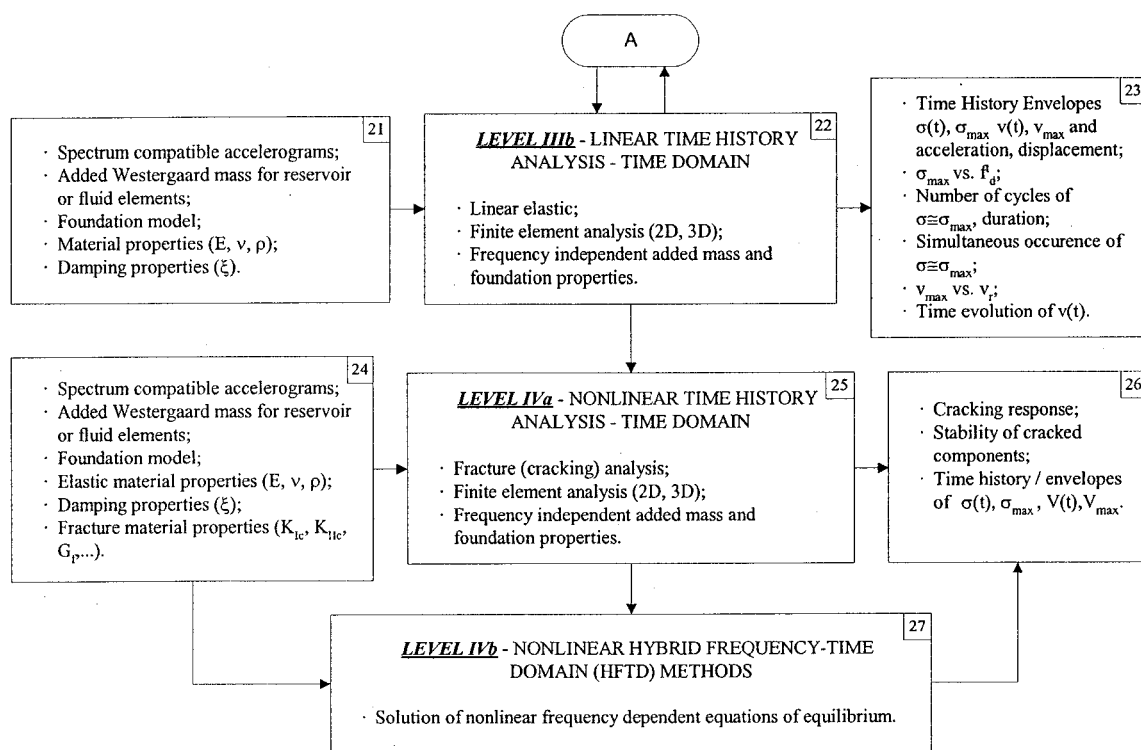 A
21
· Spectrum compatible accelerograms;
· Added Westergaard mass for reservoir
or fluid elements;
· Foundation model;
· Material properties (E, ν, ρ);
· Damping properties (ξ).
22
LEVEL IIIb - LINEAR TIME HISTORY
ANALYSIS - TIME DOMAIN
· Linear elastic;
· Finite element analysis (2D, 3D);
· Frequency independent added mass and
foundation properties.
23
· Time History Envelopes
σ(t), σmax v(t), vmax and
acceleration, displacement;
· σmax vs. f'd;
· Number of cycles of
σ≅σmax, duration;
· Simultaneous occurence of
σ≅σmax;
· vmax vs. vr;
· Time evolution of v(t).
24
· Spectrum compatible accelerograms;
· Added Westergaard mass for reservoir
or fluid elements;
· Foundation model;
· Elastic material properties (E, ν, ρ);
· Damping properties (ξ);
· Fracture material properties (KIc, KIIc,
Gf,...).
25
LEVEL IVa - NONLINEAR TIME HISTORY
ANALYSIS - TIME DOMAIN
· Fracture (cracking) analysis;
· Finite element analysis (2D, 3D);
· Frequency independent added mass and
foundation properties.
26
· Cracking response;
· Stability of cracked
components;
· Time history / envelopes
of σ(t), σmax, V(t),Vmax.
27
LEVEL IVb - NONLINEAR HYBRID FREQUENCY-TIME
DOMAIN (HFTD) METHODS
· Solution of nonlinear frequency dependent equations of equilibrium.